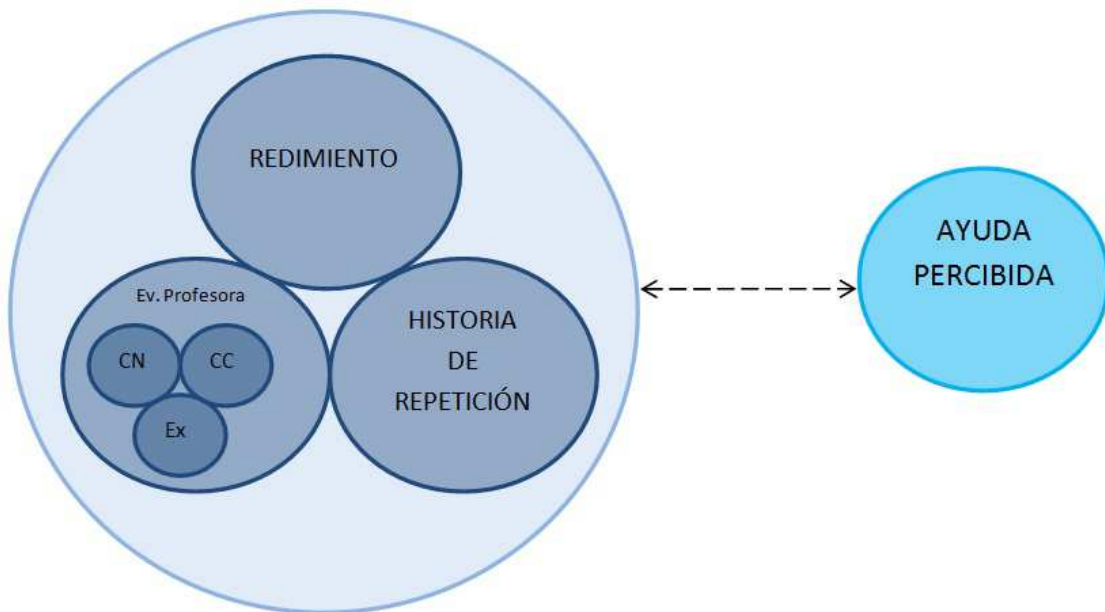 REDIMIENTO
Ev. Profesora
CN
CC
Ex
HISTORIA
DE
REPETICIÓN
AYUDA
PERCIBIDA